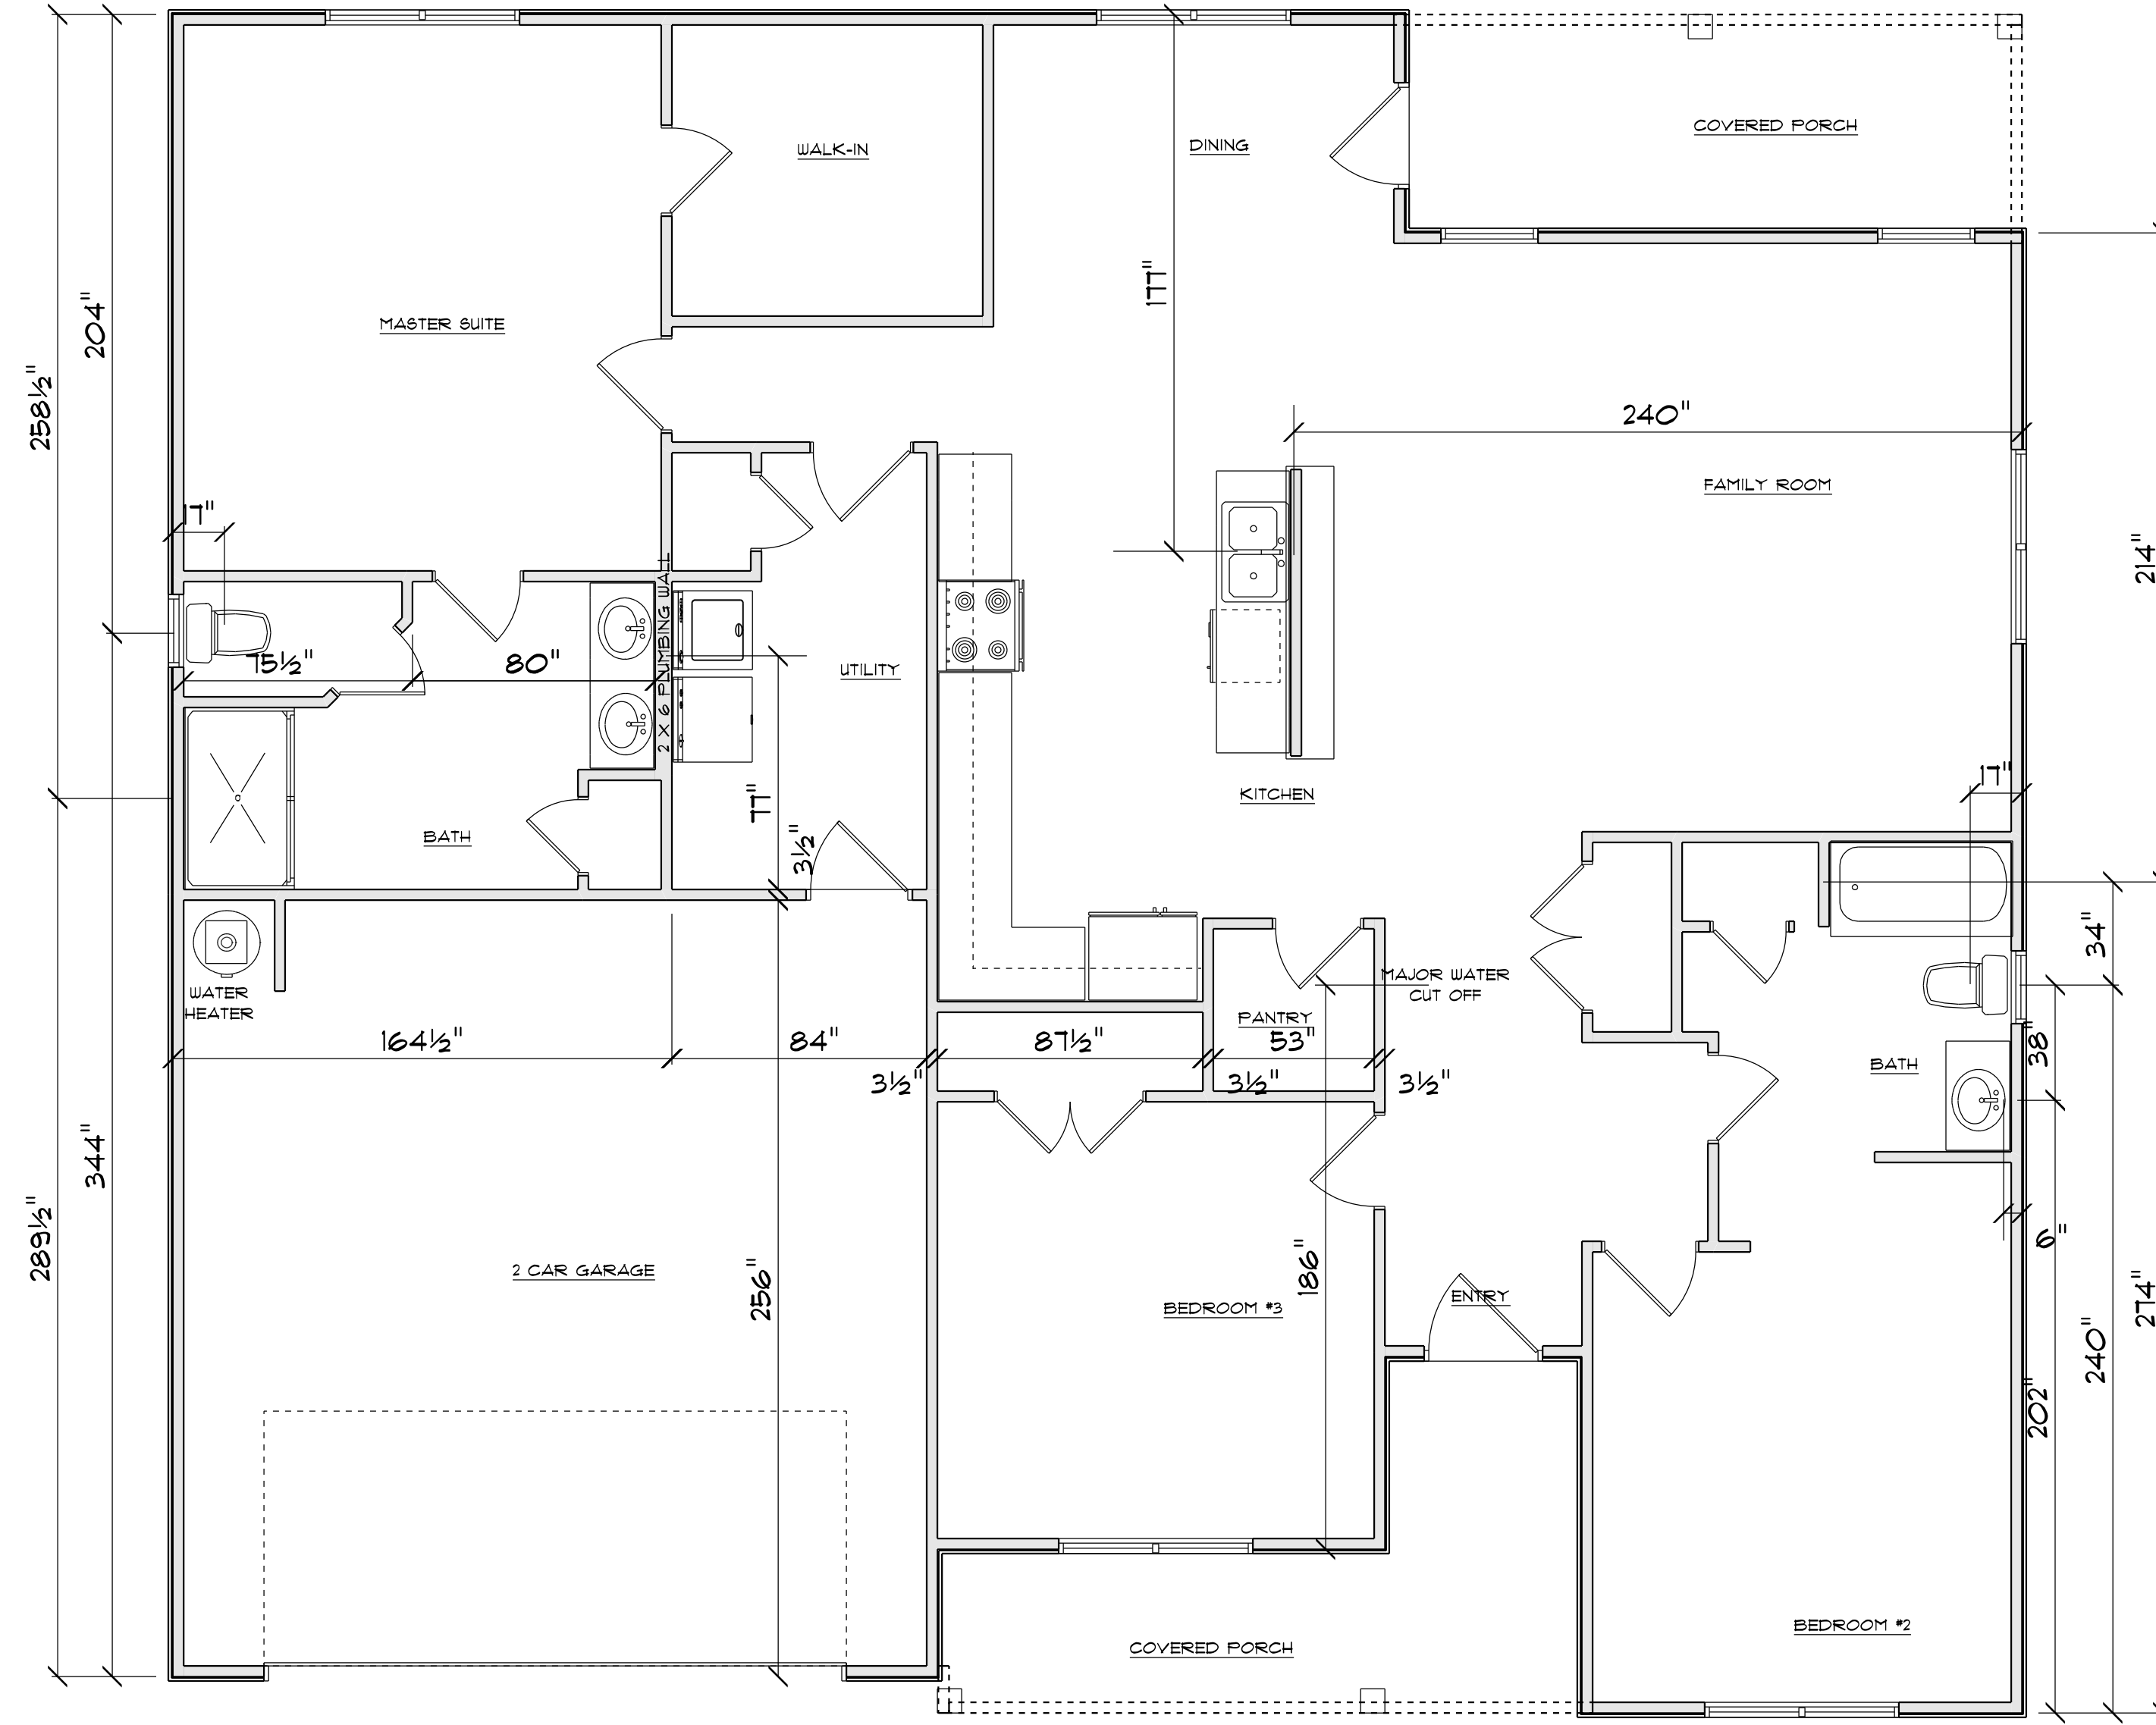 COVERED PORCH
DINING
WALK-IN
204"
177"
MASTER SUITE
258½"
240"
FAMILY ROOM
17"
214"
2 X 6 PLUMBING WALL
75½"
80"
UTILITY
17"
77"
KITCHEN
3½"
BATH
34"
MAJOR WATER
CUT OFF
WATER
HEATER
PANTRY
164½"
84"
87½"
53"
38"
BATH
3½"
3½"
3½"
344"
289½"
6"
2 CAR GARAGE
256"
186"
ENTRY
BEDROOM #3
274"
240"
202"
BEDROOM #2
COVERED PORCH